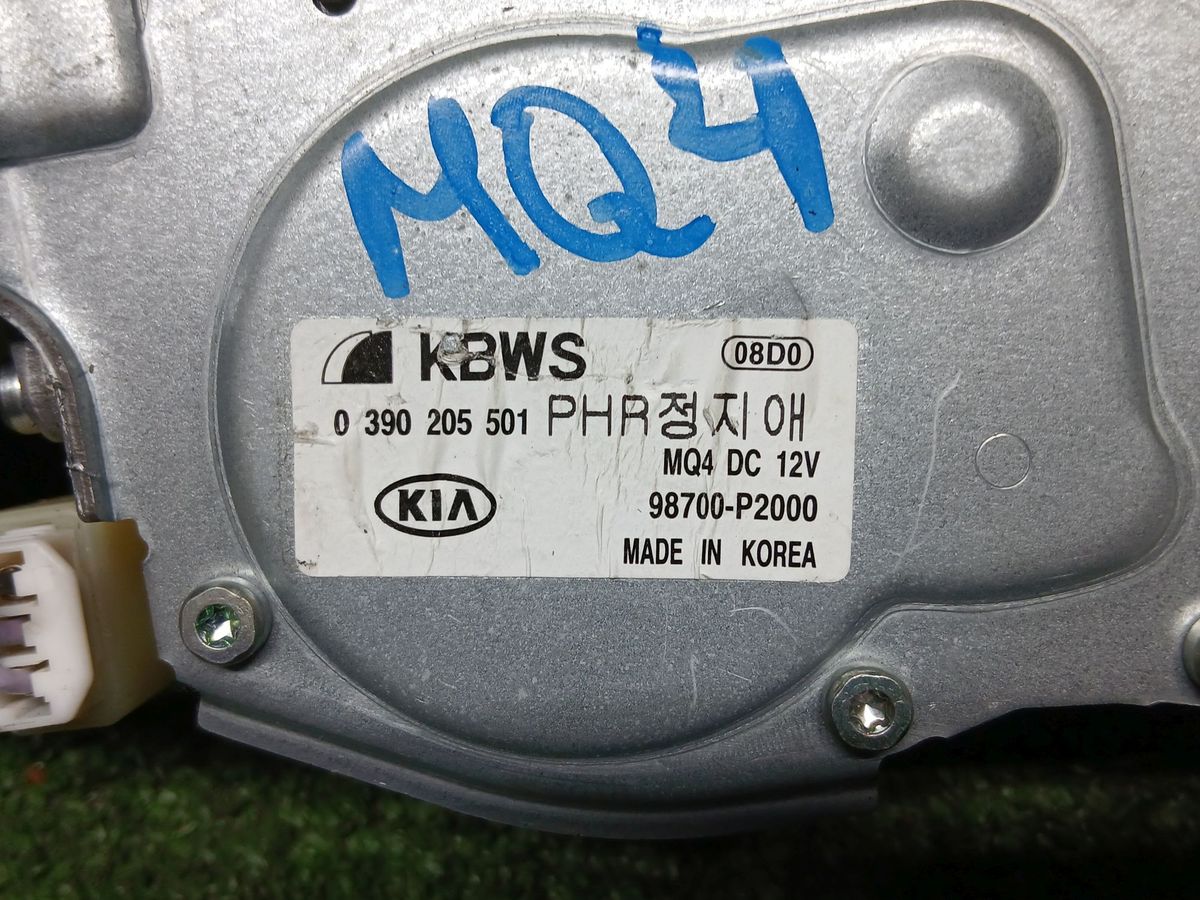 MQ4
KBWS 08D0
0 390 205 501 PHR정지애
MQ4 DC 12V
KIA 98700-P2000
MADE IN KOREA